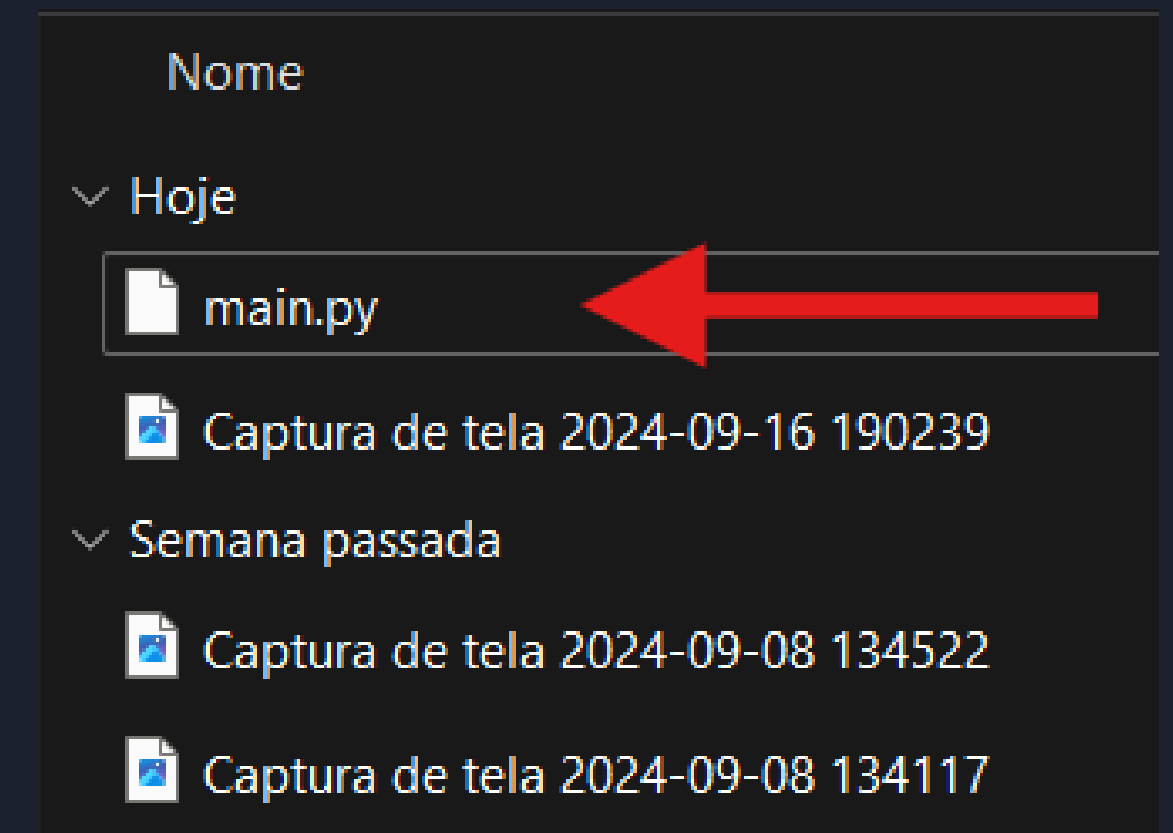 Nome
Hoje
main.py
Captura de tela 2024-09-16 190239
Semana passada
Captura de tela 2024-09-08 134522
Captura de tela 2024-09-08 134117